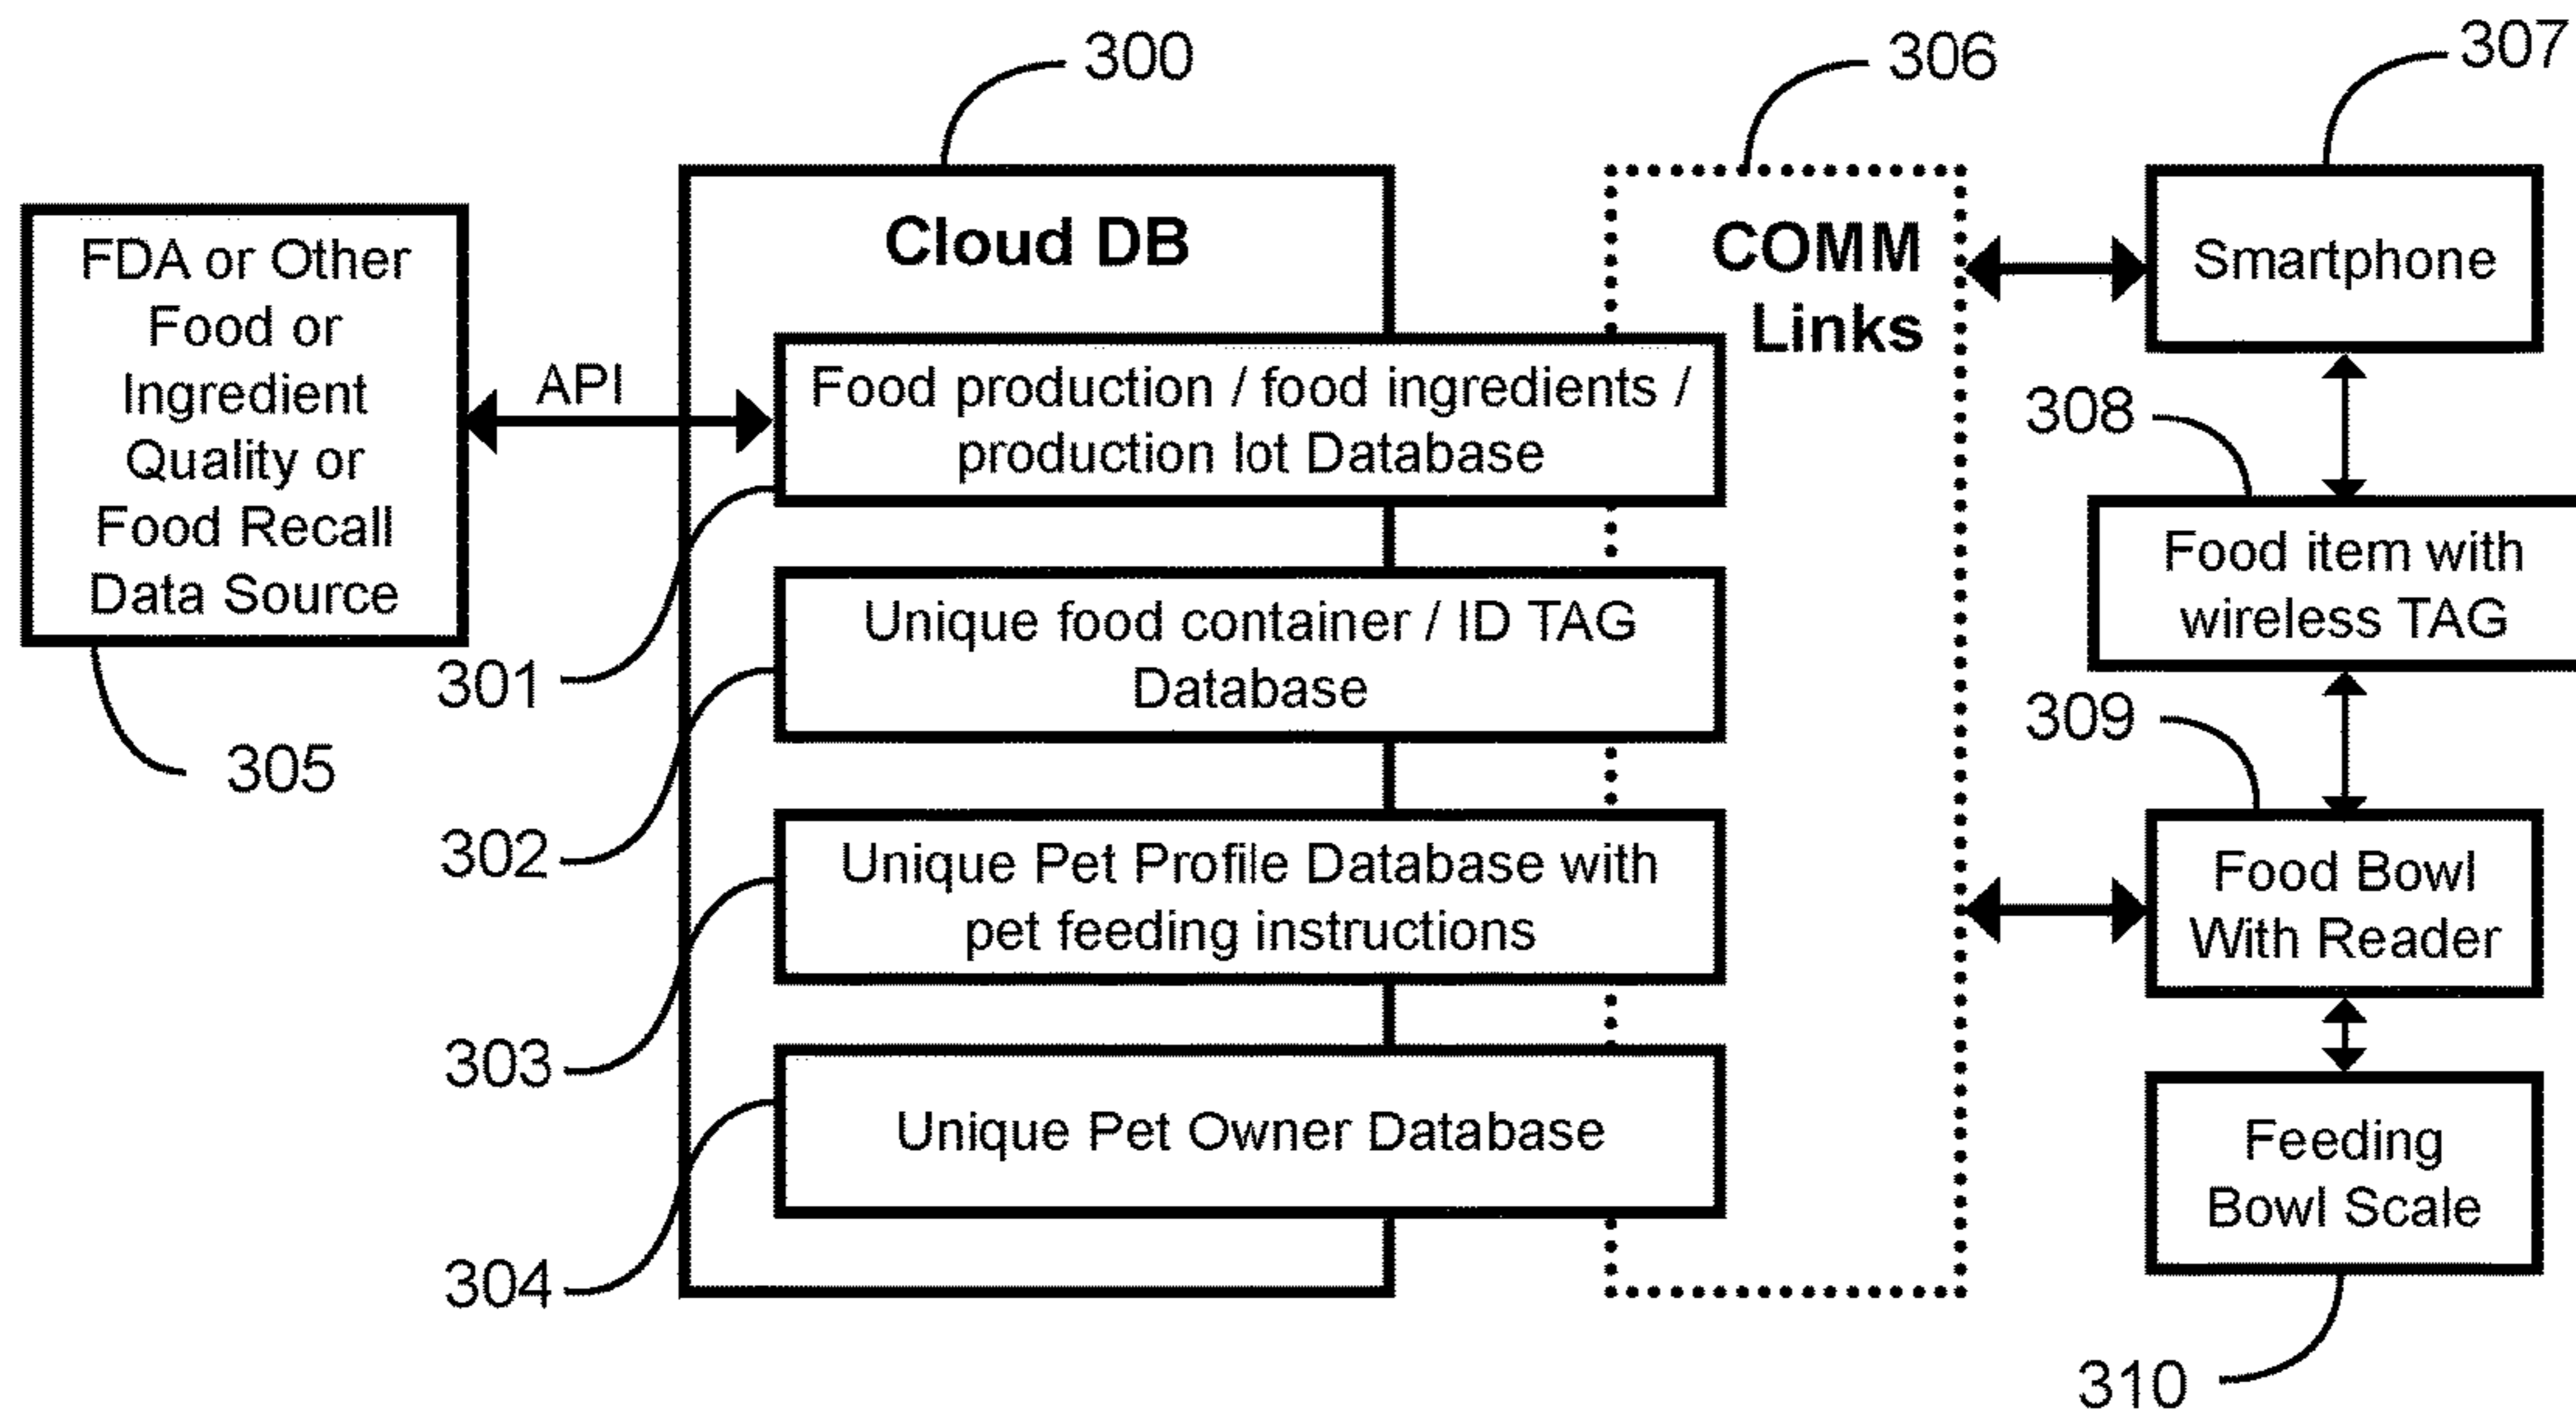 300
306
307
FDA or Other
Food or
Ingredient
Quality or
Food Recall
Data Source
305
API
Cloud DB
Food production / food ingredients /
production lot Database
301
Unique food container / ID TAG
Database
302
Unique Pet Profile Database with
pet feeding instructions
303
Unique Pet Owner Database
304
COMM
Links
Smartphone
308
Food item with
wireless TAG
309
Food Bowl
With Reader
Feeding
Bowl Scale
310